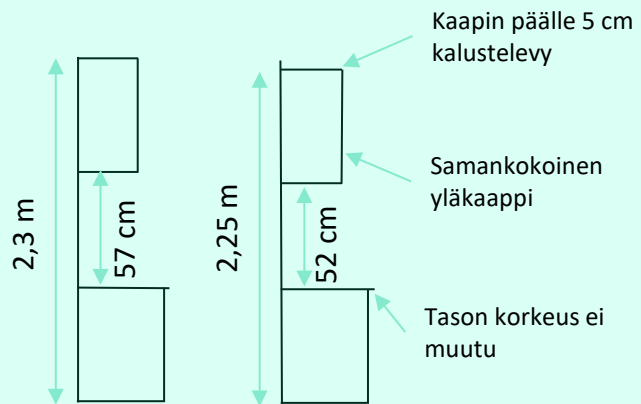 Kaapin päälle 5 cm
kalustelevy
2,3 m
57 cm
2,25 m
52 cm
Samankokoinen
yläkaappi
Tason korkeus ei
muutu